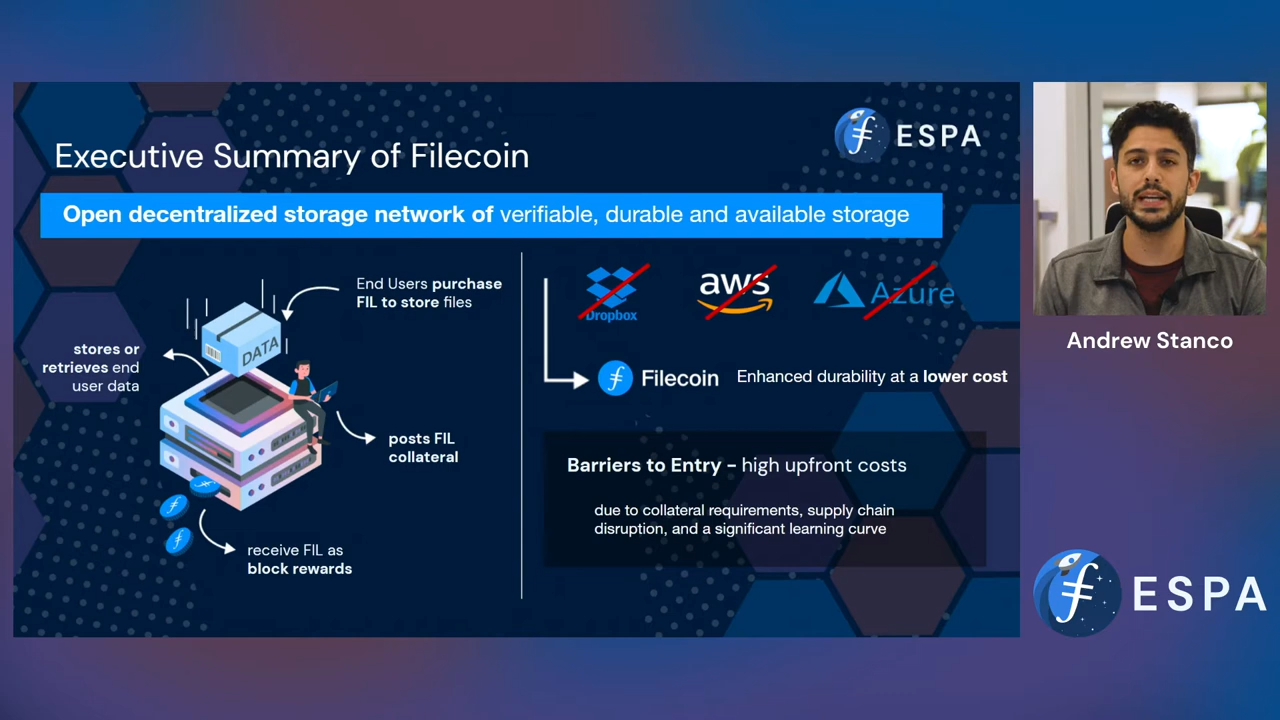 Executive Summary of Filecoin
ESPA
Open decentralized storage network of verifiable, durable and available storage
End Users purchase
FIL to store files
DATA
stores or
retrieves end
user data
posts FIL
collateral
receive FIL as
block rewards
Dropbox
aws
Azure
Filecoin
Enhanced durability at a lower cost
Barriers to Entry – high upfront costs
due to collateral requirements, supply chain
disruption, and a significant learning curve
Andrew Stanco
ESPA